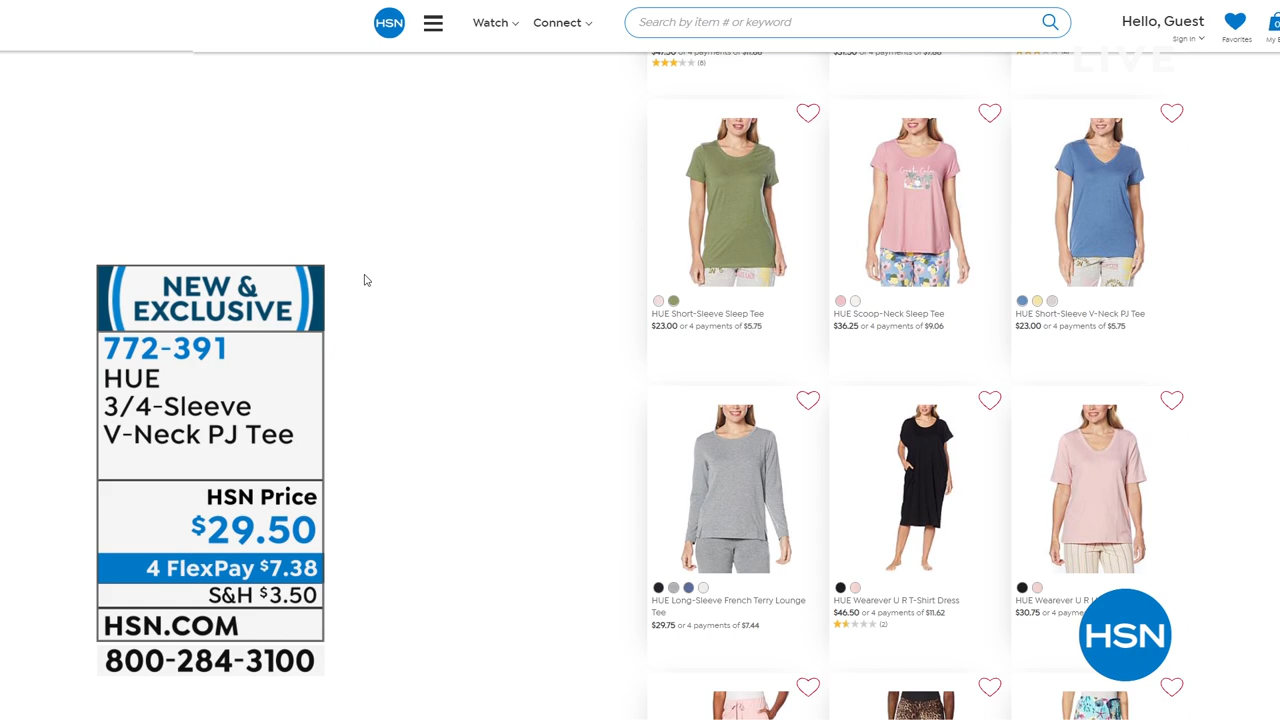 HSN
Watch
Connect
Search by item # or keyword
Hello, Guest
Sign In
Favorites
0
LIVE
(8)
HUE Short-Sleeve Sleep Tee
$23.00 or 4 payments of $5.75
HUE Scoop-Neck Sleep Tee
$36.25 or 4 payments of $9.06
HUE Short-Sleeve V-Neck PJ Tee
$23.00 or 4 payments of $5.75
NEW &
EXCLUSIVE
772-391
HUE
3/4-Sleeve
V-Neck PJ Tee
HSN Price
$29.50
4 FlexPay $7.38
S&H $3.50
HSN.COM
800-284-3100
HUE Long-Sleeve French Terry Lounge
Tee
$29.75 or 4 payments of $7.44
HUE Wearever U R T-Shirt Dress
$46.50 or 4 payments of $11.62
(2)
HUE Wearever U R
$30.75 or 4
HSN